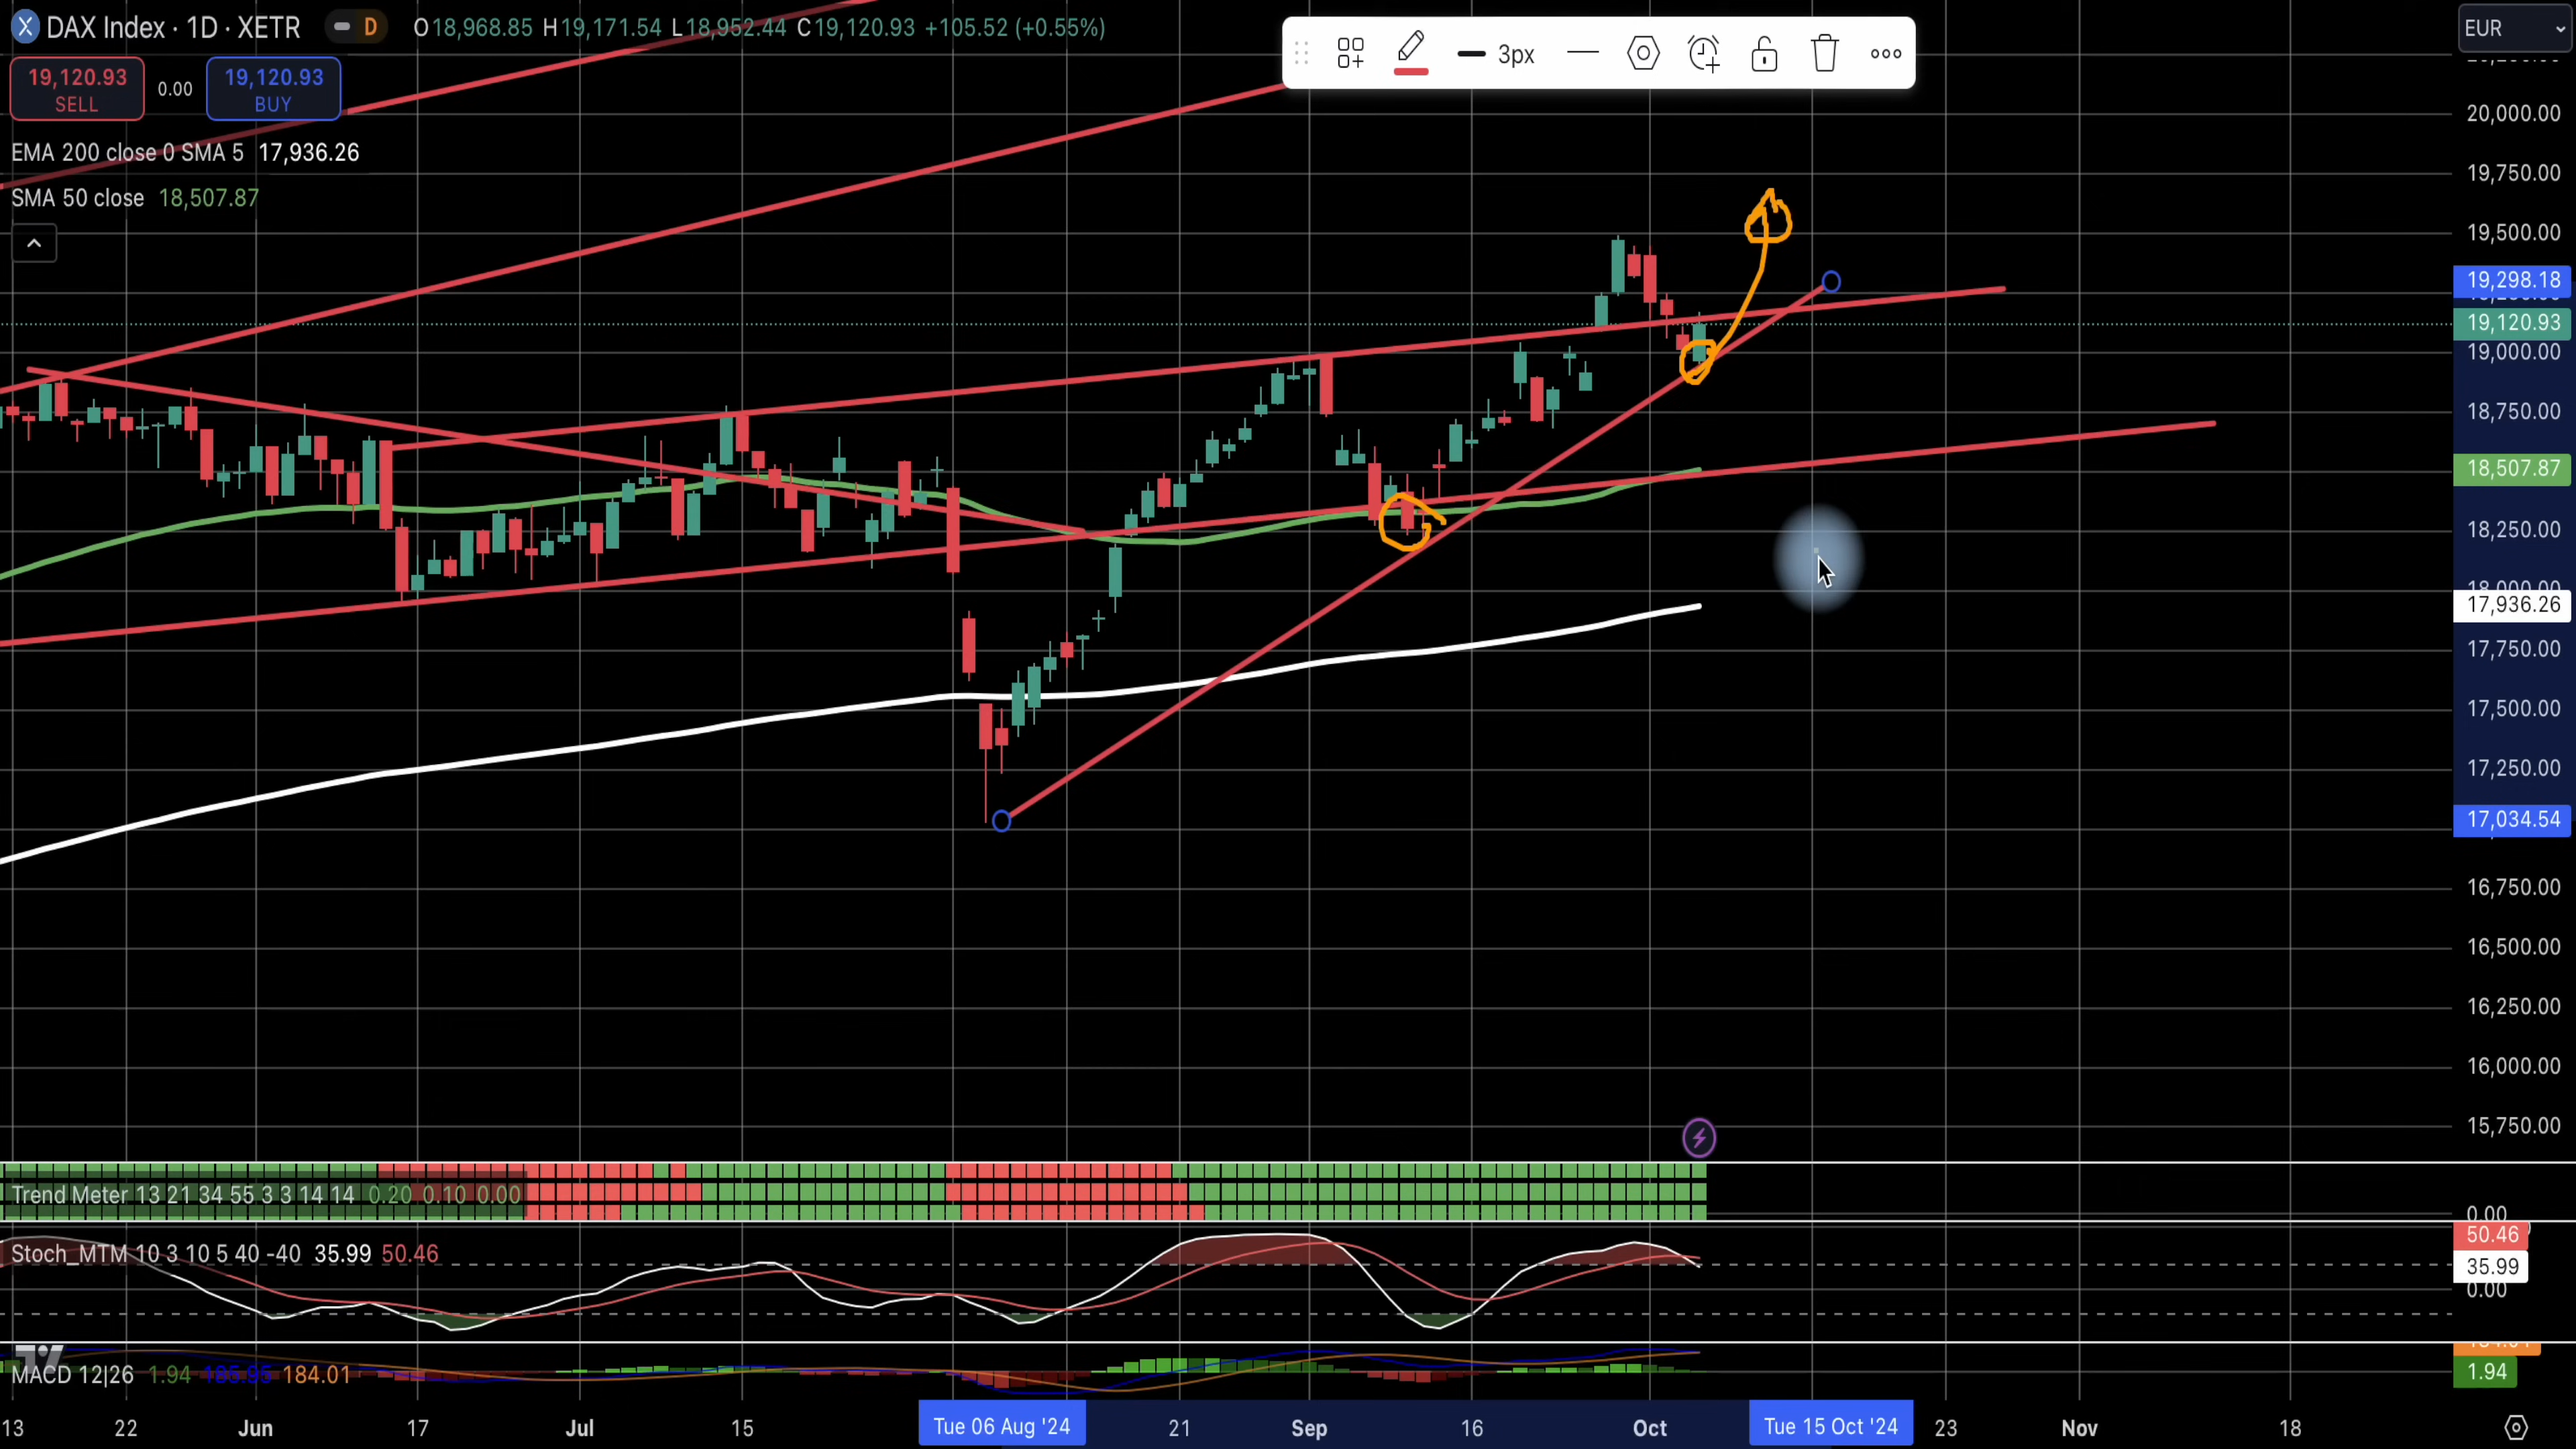 DAX Index · 1D · XETR D O18,968.85 H19,171.54 L18,952.44 C19,120.93 +105.52 (+0.55%)
19,120.93
SELL
0.00
19,120.93
BUY
EMA 200 close 0 SMA 5 17,936.26
SMA 50 close 18,507.87
3px
EUR
20,000.00
19,750.00
19,500.00
19,298.18
19,120.93
19,000.00
18,750.00
18,507.87
18,250.00
18,000.00
17,936.26
17,750.00
17,500.00
17,250.00
17,034.54
16,750.00
16,500.00
16,250.00
16,000.00
15,750.00
Trend Meter 13 21 34 55 3 3 14 14 0.20 0.10 0.00
0.00
Stoch_MTM 10 3 10 5 40 -40 35.99 50.46
50.46
35.99
0.00
MACD 12|26 1.94 185.95 184.01
1.94
13 22 Jun 17 Jul 15 Tue 06 Aug '24 21 Sep 16 Oct Tue 15 Oct '24 23 Nov 18